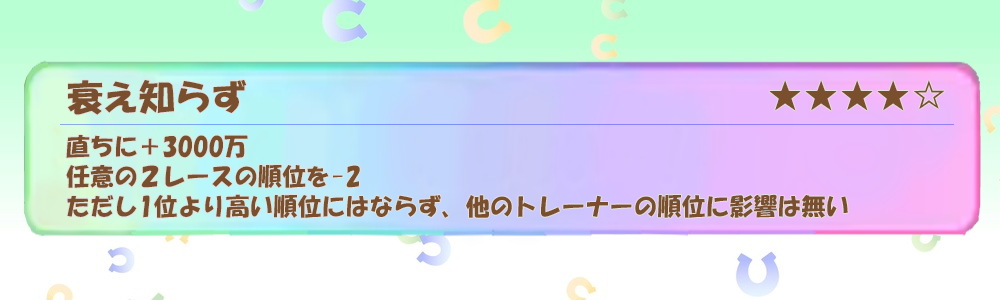 衰え知らず ★★★★☆
直ちに＋3000万
任意の２レースの順位を-2
ただし1位より高い順位にはならず、他のトレーナーの順位に影響は無い